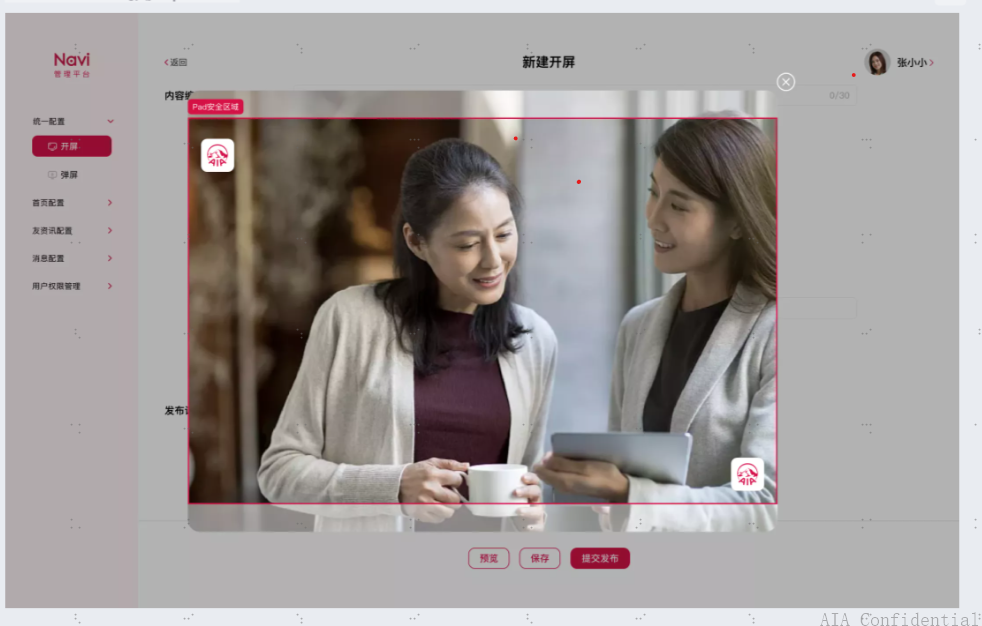 Navi
管理平台
返回
新建开屏
张小小
内容
0/30
Pad安全区域
统一配置
开屏
弹屏
首页配置
友资讯配置
消息配置
用户权限管理
AIA
AIA
发布
预览
保存
提交发布
AIA Confidential